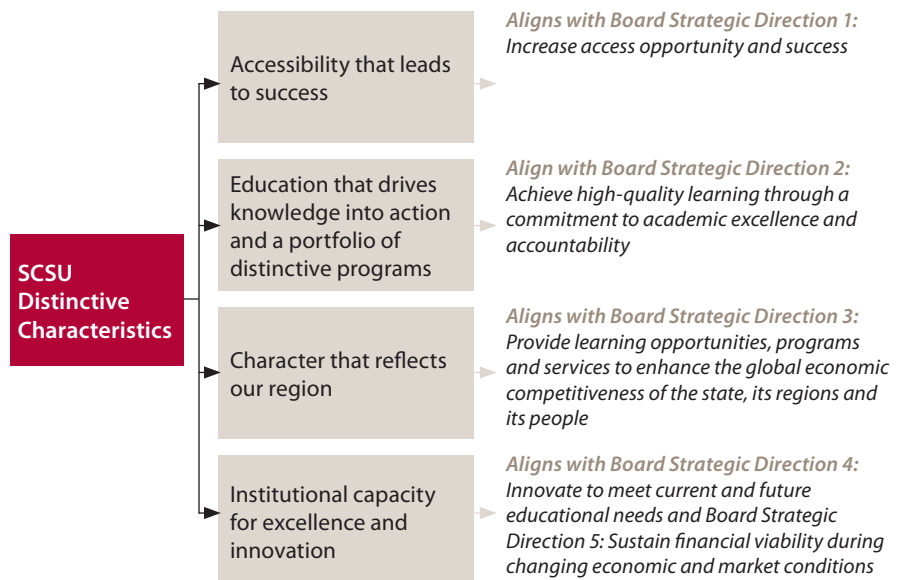 Aligns with Board Strategic Direction 1:
Increase access opportunity and success
Accessibility that leads
to success
Align with Board Strategic Direction 2:
Achieve high-quality learning through a
commitment to academic excellence and
accountability
Education that drives
knowledge into action
and a portfolio of
distinctive programs
SCSU
Distinctive
Characteristics
Aligns with Board Strategic Direction 3:
Provide learning opportunities, programs
and services to enhance the global economic
competitiveness of the state, its regions and
its people
Character that reflects
our region
Aligns with Board Strategic Direction 4:
Innovate to meet current and future
educational needs and Board Strategic
Direction 5: Sustain financial viability during
changing economic and market conditions
Institutional capacity
for excellence and
innovation